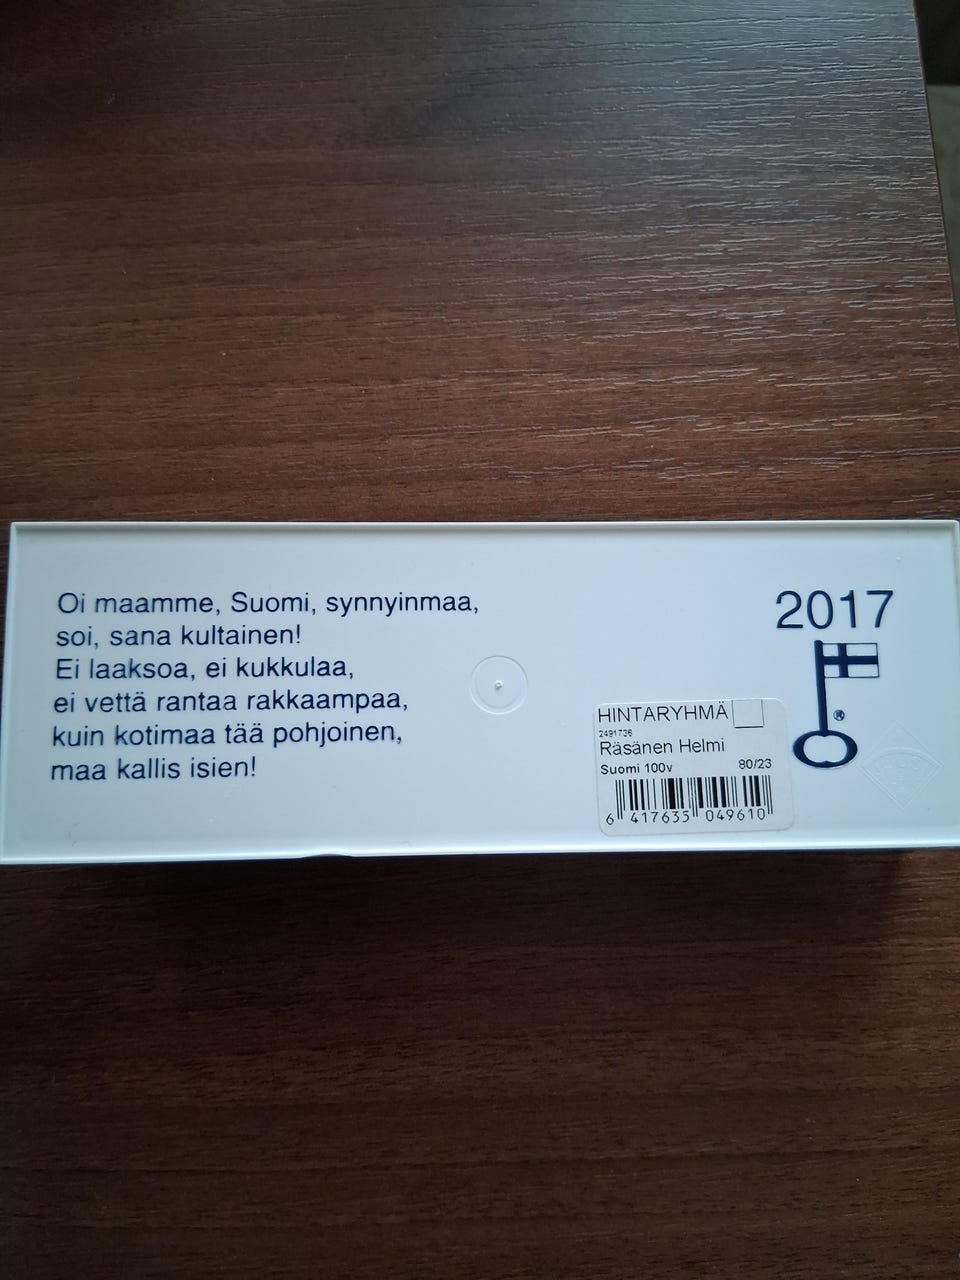 Oi maamme, Suomi, synnyinmaa,
soi, sana kultainen!
Ei laaksoa, ei kukkulaa,
ei vettä rantaa rakkaampaa,
kuin kotimaa tää pohjoinen,
maa kallis isien!
2017
®
HINTARYHMÄ
2491736
Räsänen Helmi
Suomi 100v 80/23
6 417635 049610